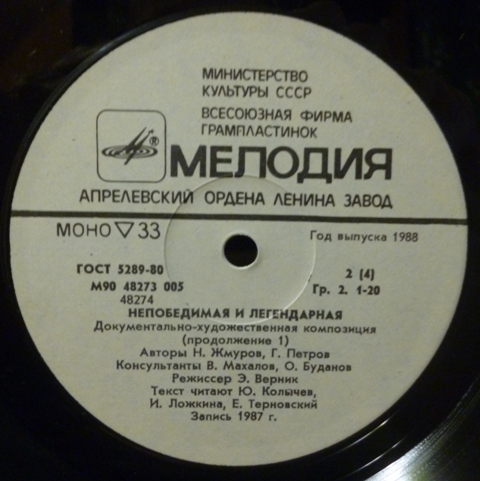 МИНИСТЕРСТВО
КУЛЬТУРЫ СССР
ВСЕСОЮЗНАЯ ФИРМА
ГРАМПЛАСТИНОК
® МЕЛОДИЯ
АПРЕЛЕВСКИЙ ОРДЕНА ЛЕНИНА ЗАВОД
МОНО ▽ 33
Год выпуска 1988
ГОСТ 5289-80
2 (4)
М90 48273 005
Гр. 2. 1-20
48274
НЕПОБЕДИМАЯ И ЛЕГЕНДАРНАЯ
Документально-художественная композиция
(продолжение 1)
Авторы Н. Жмуров, Г. Петров
Консультанты В. Махалов, О. Буданов
Режиссер Э. Верник
Текст читают Ю. Колычев,
И. Ложкина, Е. Терновский
Запись 1987 г.